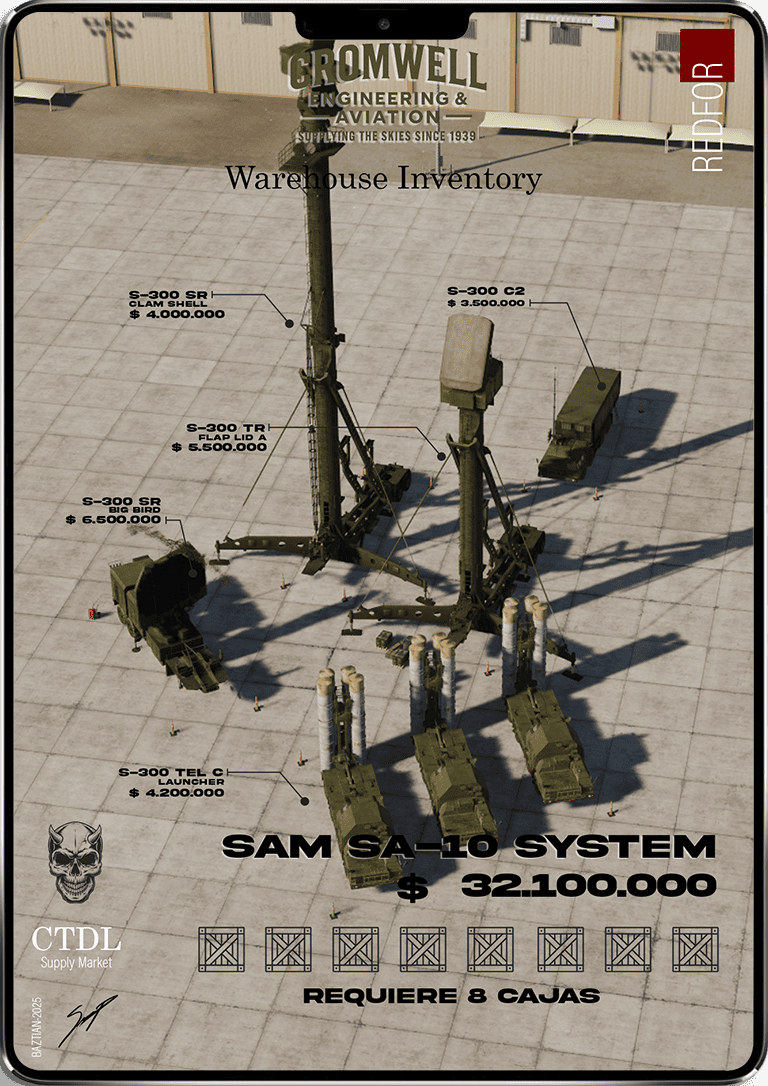 CROMWELL
ENGINEERING &
AVIATION
SUPPLYING THE SKIES SINCE 1939
REDFOR
Warehouse Inventory
S-300 SR
CLAM SHELL
$ 4.000.000
S-300 C2
$ 3.500.000
S-300 TR
FLAP LID A
$ 5.500.000
S-300 SR
BIG BIRD
$ 6.500.000
S-300 TEL C
LAUNCHER
$ 4.200.000
SAM SA-10 SYSTEM
$ 32.100.000
CTDL
Supply Market
REQUIERE 8 CAJAS
BAZTIAN-2025